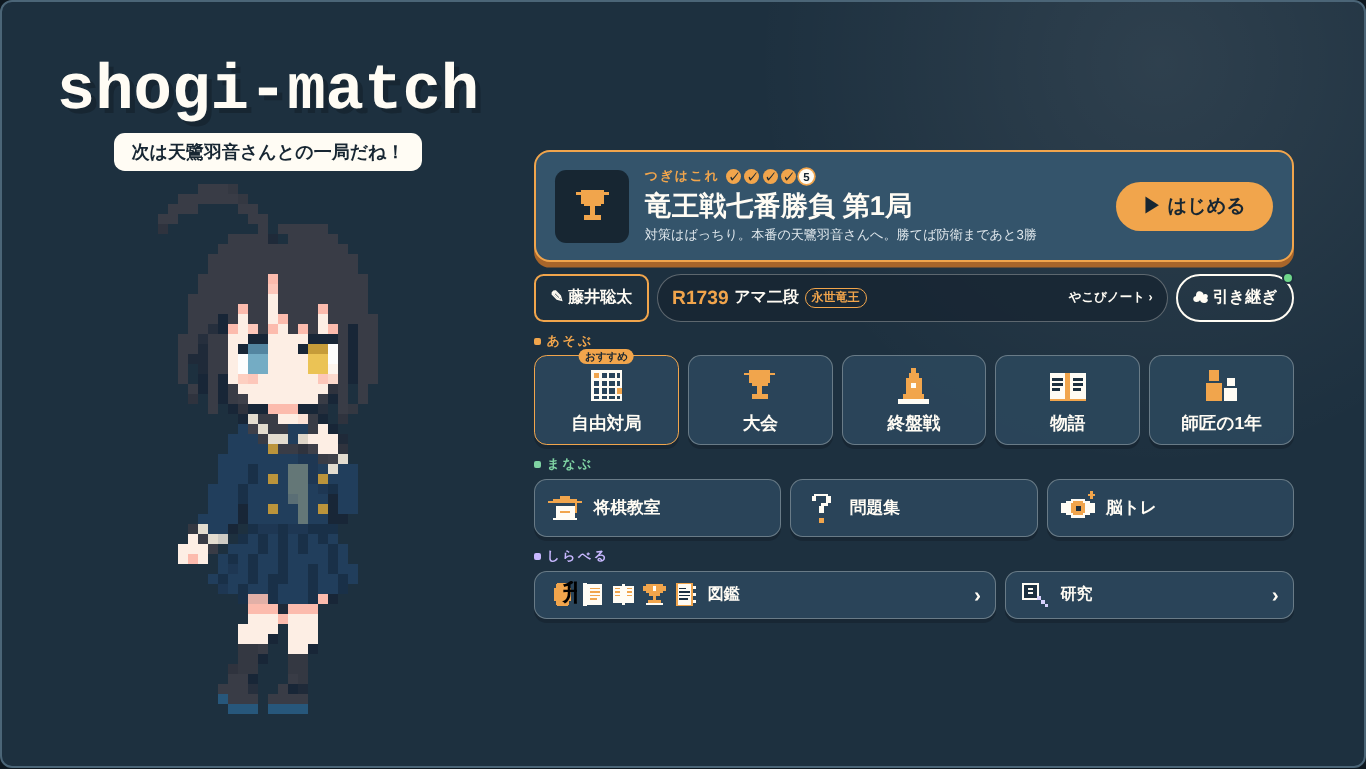 shogi-match
次は天鷺羽音さんとの一局だね！
つぎはこれ ✓✓✓✓5
竜王戦七番勝負 第1局
対策はばっちり。本番の天鷺羽音さんへ。勝てば防衛まであと3勝
▶ はじめる
✎ 藤井聡太
R1739 アマ二段 永世竜王
やこびノート ›
引き継ぎ
あそぶ
おすすめ
自由対局
大会
終盤戦
物語
師匠の1年
まなぶ
将棋教室
問題集
脳トレ
しらべる
図鑑 ›
研究 ›